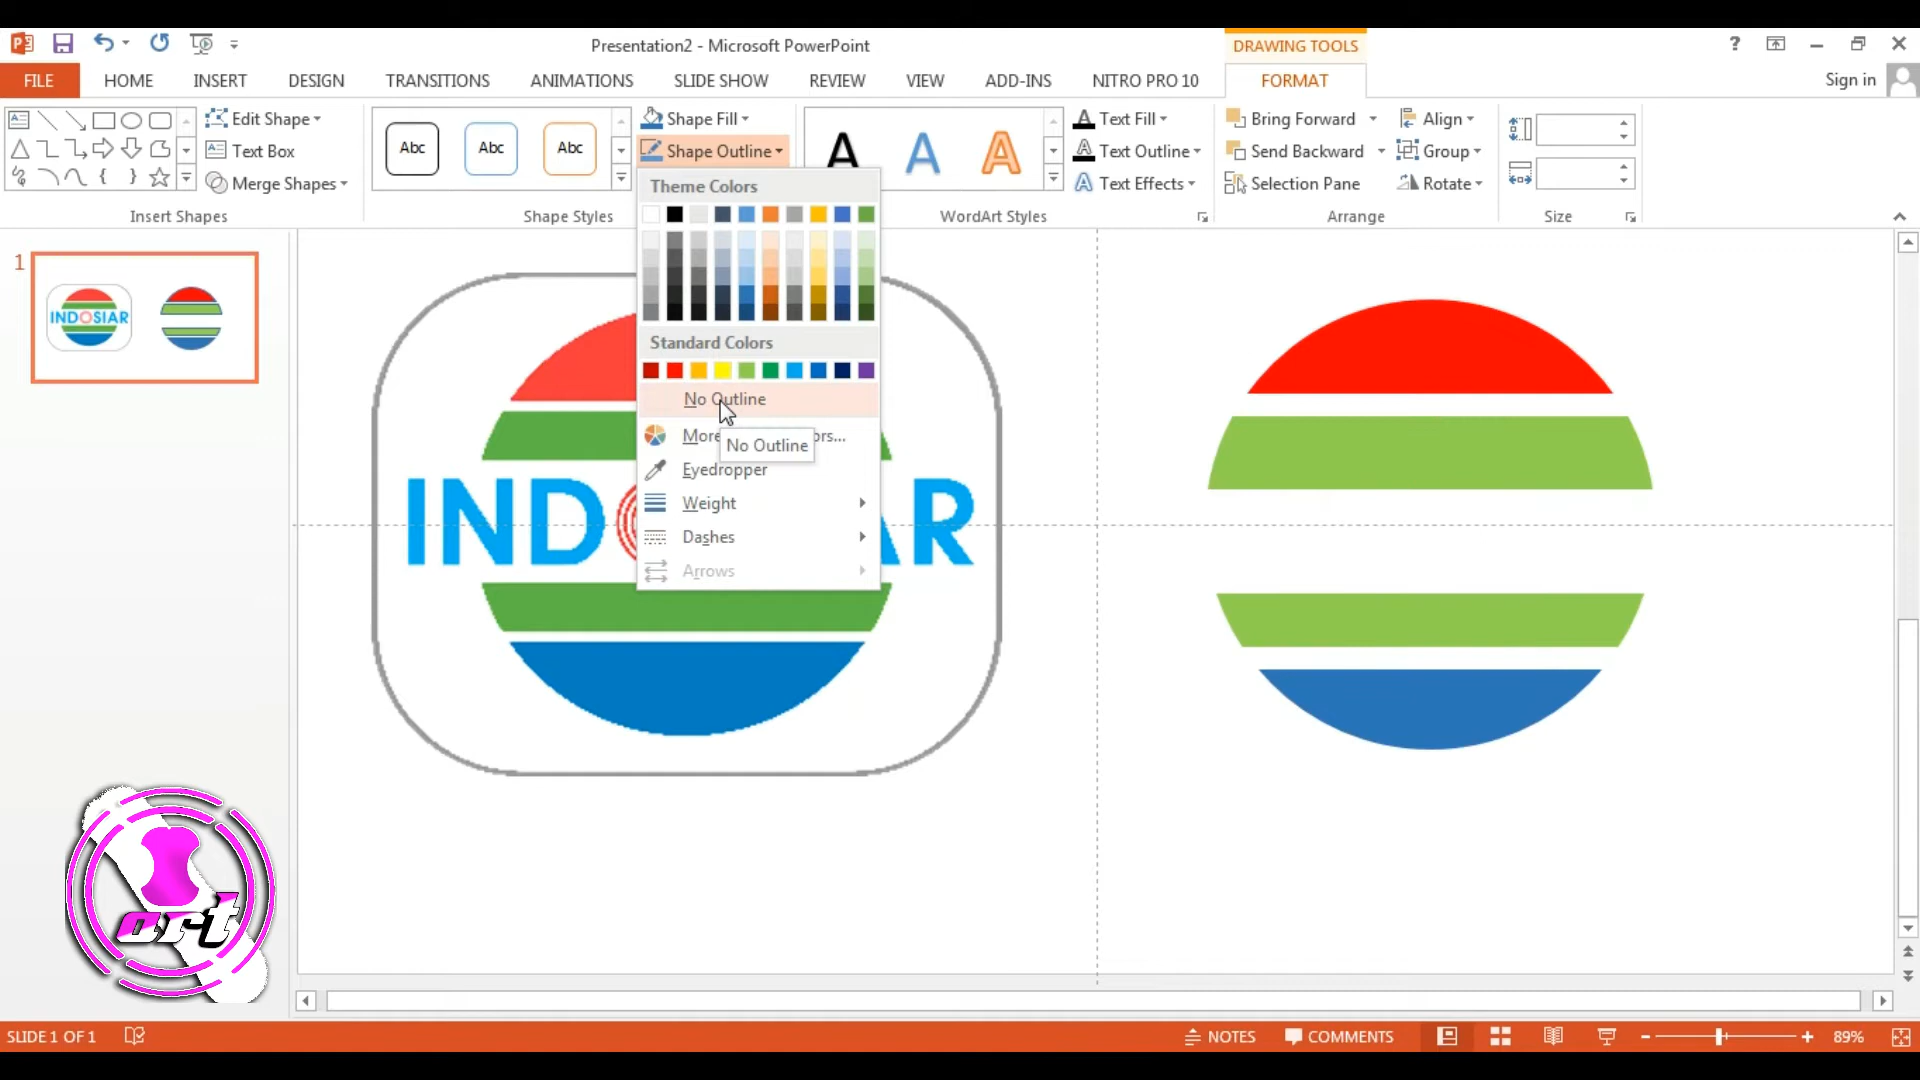 Presentation2 - Microsoft PowerPoint
DRAWING TOOLS
?
FILE HOME INSERT DESIGN TRANSITIONS ANIMATIONS SLIDE SHOW REVIEW VIEW ADD-INS NITRO PRO 10 FORMAT Sign in
Edit Shape
Text Box
Merge Shapes
Insert Shapes
Abc Abc Abc
Shape Styles
Shape Fill
Shape Outline
A A A
WordArt Styles
Text Fill
Text Outline
Text Effects
Bring Forward
Send Backward
Selection Pane
Align
Group
Rotate
Arrange
Size
Theme Colors
Standard Colors
No Outline
More ors...
No Outline
Eyedropper
Weight
Dashes
Arrows
1
INDOSIAR
IND SIAR
art
SLIDE 1 OF 1
NOTES
COMMENTS
89%